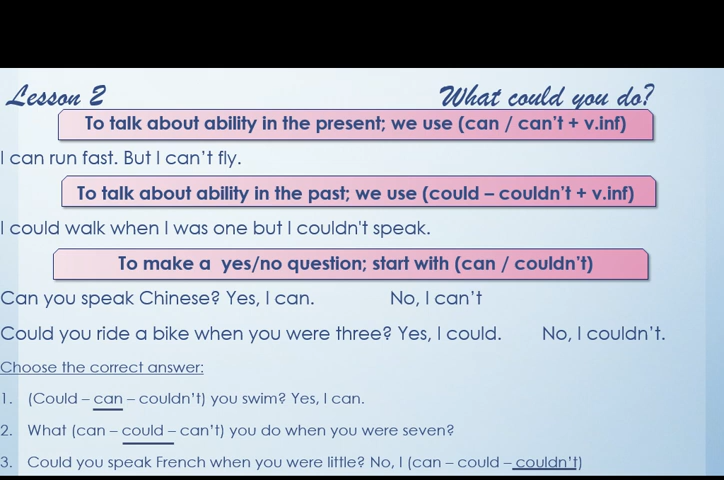 Lesson 2 What could you do?
To talk about ability in the present; we use (can / can't + v.inf)
I can run fast. But I can't fly.
To talk about ability in the past; we use (could – couldn't + v.inf)
I could walk when I was one but I couldn't speak.
To make a yes/no question; start with (can / couldn't)
Can you speak Chinese? Yes, I can. No, I can't
Could you ride a bike when you were three? Yes, I could. No, I couldn't.
Choose the correct answer:
1. (Could – can – couldn't) you swim? Yes, I can.
2. What (can – could – can't) you do when you were seven?
3. Could you speak French when you were little? No, I (can – could – couldn't)